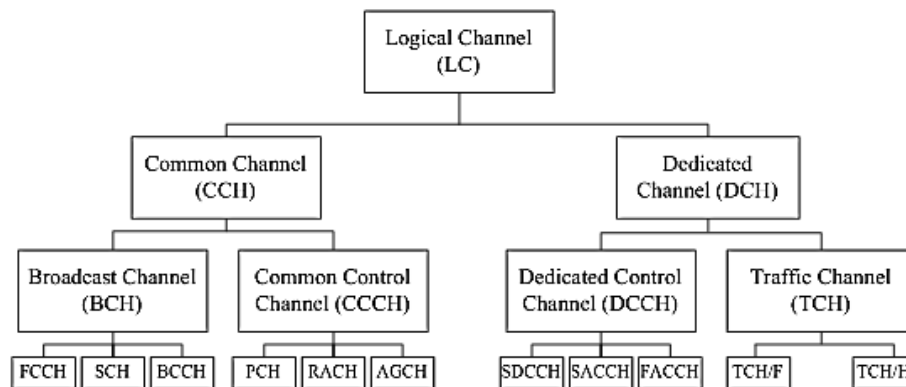 Logical Channel
(LC)
Common Channel
(CCH)
Dedicated
Channel (DCH)
Broadcast Channel
(BCH)
Common Control
Channel (CCCH)
Dedicated Control
Channel (DCCH)
Traffic Channel
(TCH)
FCCH
SCH
BCCH
PCH
RACH
AGCH
SDCCH
SACCH
FACCH
TCH/F
TCH/H